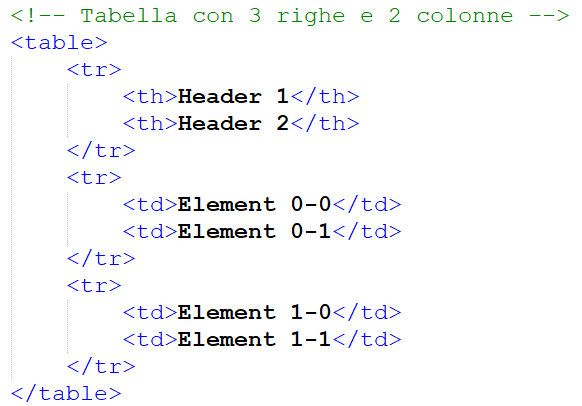 <!-- Tabella con 3 righe e 2 colonne -->
<table>
    <tr>
        <th>Header 1</th>
        <th>Header 2</th>
    </tr>
    <tr>
        <td>Element 0-0</td>
        <td>Element 0-1</td>
    </tr>
    <tr>
        <td>Element 1-0</td>
        <td>Element 1-1</td>
    </tr>
</table>